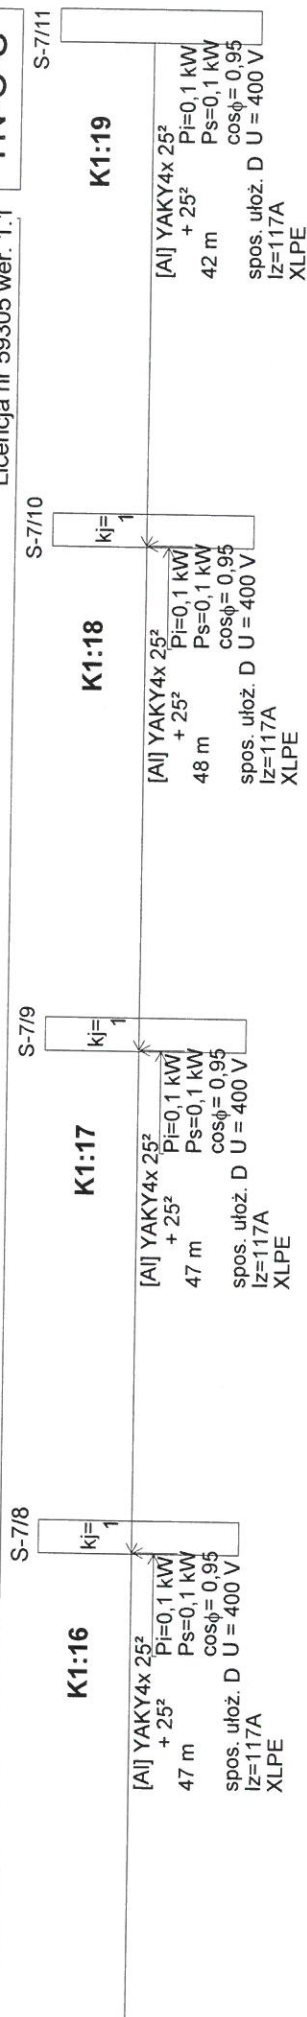 Licencja nr 59305 wer. 1.1
S-7/8
kj=
1
K1:16
[Al] YAKY4x 25²
+ 25²
47 m
Pi=0,1 kW
Ps=0,1 kW
cosϕ= 0,95
spos. ułoż. D U = 400 V
Iz=117A
XLPE
S-7/9
kj=
1
K1:17
[Al] YAKY4x 25²
+ 25²
47 m
Pi=0,1 kW
Ps=0,1 kW
cosϕ= 0,95
spos. ułoż. D U = 400 V
Iz=117A
XLPE
S-7/10
kj=
1
K1:18
[Al] YAKY4x 25²
+ 25²
48 m
Pi=0,1 kW
Ps=0,1 kW
cosϕ= 0,95
spos. ułoż. D U = 400 V
Iz=117A
XLPE
S-7/11
K1:19
[Al] YAKY4x 25²
+ 25²
42 m
Pi=0,1 kW
Ps=0,1 kW
cosϕ= 0,95
spos. ułoż. D U = 400 V
Iz=117A
XLPE